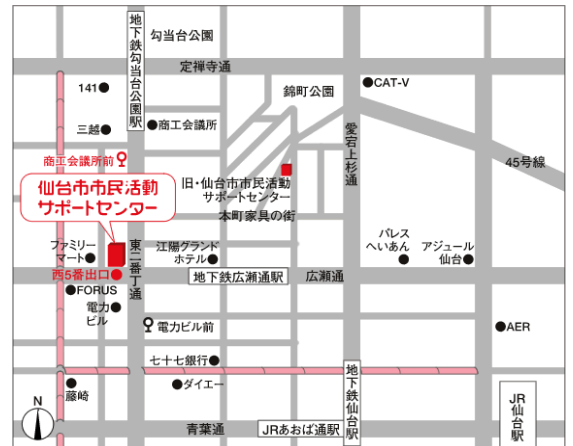 地下鉄勾当台公園駅
勾当台公園
定禅寺通
141
錦町公園
CAT-V
三越
商工会議所
愛宕上杉通
45号線
商工会議所前
仙台市市民活動
サポートセンター
旧・仙台市市民活動
サポートセンター
本町家具の街
ファミリー
マート
東二番丁通
江陽グランド
ホテル
パレス
へいあん
アジュール
仙台
西5番出口
地下鉄広瀬通駅
広瀬通
FORUS
電力
ビル
電力ビル前
AER
七十七銀行
地下鉄仙台駅
藤崎
ダイエー
JR仙台駅
N
青葉通
JRあおば通駅